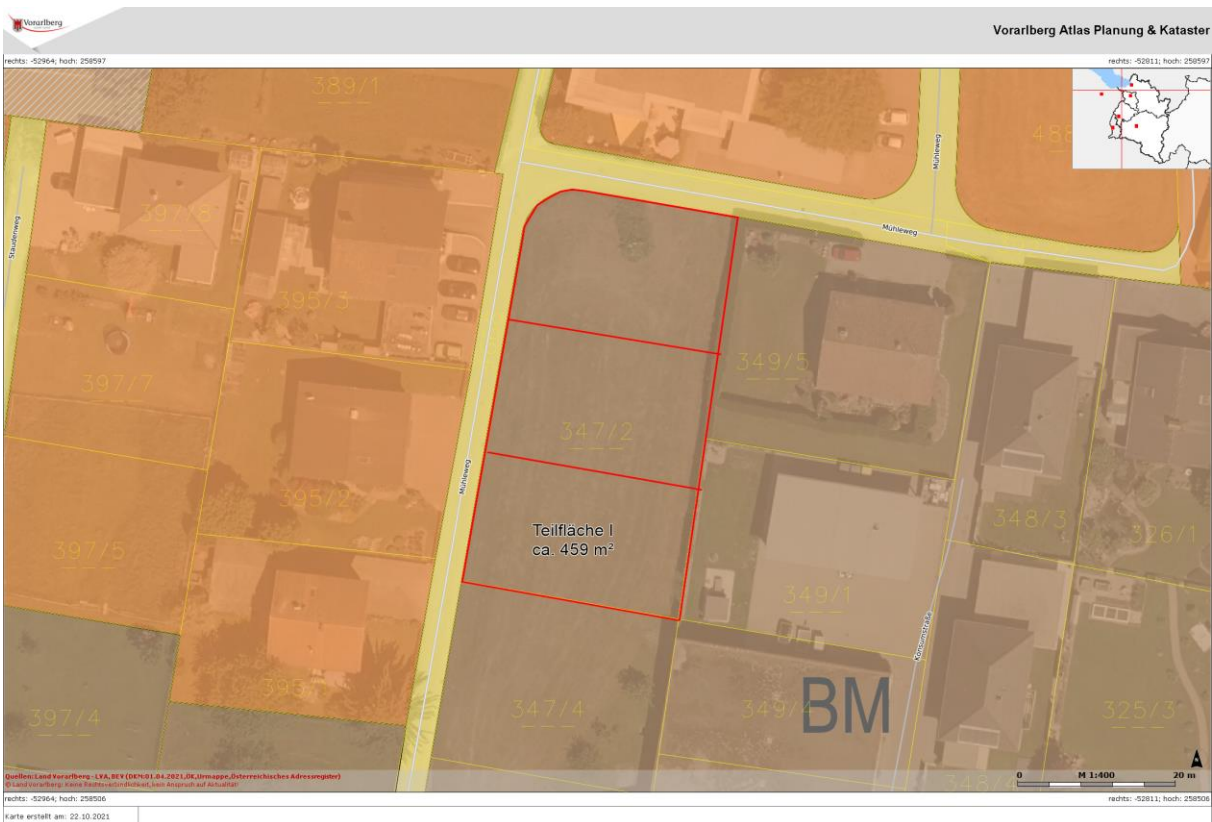 Vorarlberg
Vorarlberg Atlas Planung & Kataster
rechts: -52964; hoch: 258597
rechts: -52811; hoch: 258597
389/1
Mühleweg
397/8
Staudenweg
395/3
Mühleweg
349/5
397/7
347/2
Mühleweg
395/2
397/5
Teilfläche I
ca. 459 m²
348/3
326/1
349/1
Konsumstraße
397/4
347/4
349/4
BM
325/3
Quellen: Land Vorarlberg - LVA, BEV (DKM:01.04.2021,ÖK,Urmappe,Österreichisches Adressregister)
© Land Vorarlberg: Keine Rechtsverbindlichkeit, kein Anspruch auf Aktualität!
0 M 1:400 20 m
rechts: -52964; hoch: 258506
rechts: -52811; hoch: 258506
Karte erstellt am: 22.10.2021